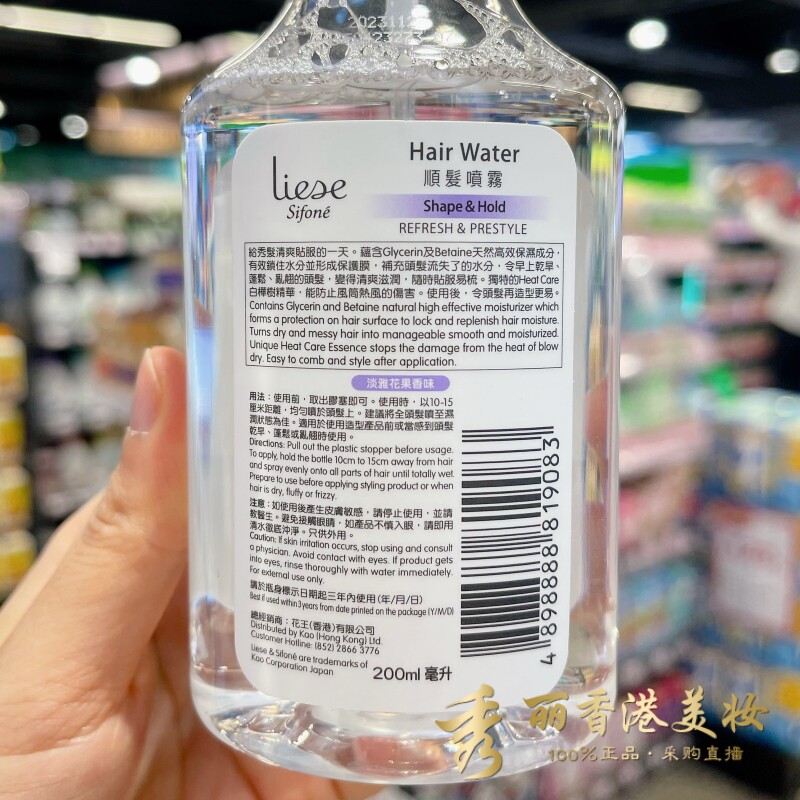 Liese
Sifoné
Hair Water
順髮噴霧
Shape & Hold
REFRESH & PRESTYLE
給秀髮清爽貼服的一天。蘊含Glycerin及Betaine天然高效保濕成分，
有效鎖住水分並形成保護膜，補充頭髮流失了的水分，令早上乾旱、
蓬鬆、亂翹的頭髮，變得清爽滋潤，隨時貼服易梳。獨特的Heat Care
白樺樹精華，能防止風筒熱風的傷害。使用後，令頭髮再造型更易。
Contains Glycerin and Betaine natural high effective moisturizer which
forms a protection on hair surface to lock and replenish hair moisture.
Turns dry and messy hair into manageable smooth and moisturized.
Unique Heat Care Essence stops the damage from the heat of blow
dry. Easy to comb and style after application.
淡雅花果香味
用法：使用前，取出膠塞即可。使用時，以10-15
厘米距離，均勻噴於頭髮上。建議將全頭髮噴至濕
潤狀態為佳。適用於使用造型產品前或當感到頭髮
乾旱、蓬鬆或亂翹時使用。
Directions: Pull out the plastic stopper before usage.
To apply, hold the bottle 10cm to 15cm away from hair
and spray evenly onto all parts of hair until totally wet.
Prepare to use before applying styling product or when
hair is dry, fluffy or frizzy.
注意：如使用後產生皮膚敏感，請停止使用，並請
教醫生。避免接觸眼睛，如產品不慎入眼，請即用
清水徹底沖淨。只供外用。
Caution: If skin irritation occurs, stop using and consult
a physician. Avoid contact with eyes. If product gets
into eyes, rinse thoroughly with water immediately.
For external use only.
請於瓶身標示日期起三年內使用(年/月/日)
Best if used within 3 years from date printed on the package (Y/M/D)
總經銷商：花王(香港)有限公司
Distributed by Kao (Hong Kong) Ltd.
Customer Hotline: (852) 2866 3776
Liese & Sifoné are trademarks of
Kao Corporation Japan
200ml 毫升
4 898888 819083
秀丽香港美妆
100%正品·采购直播